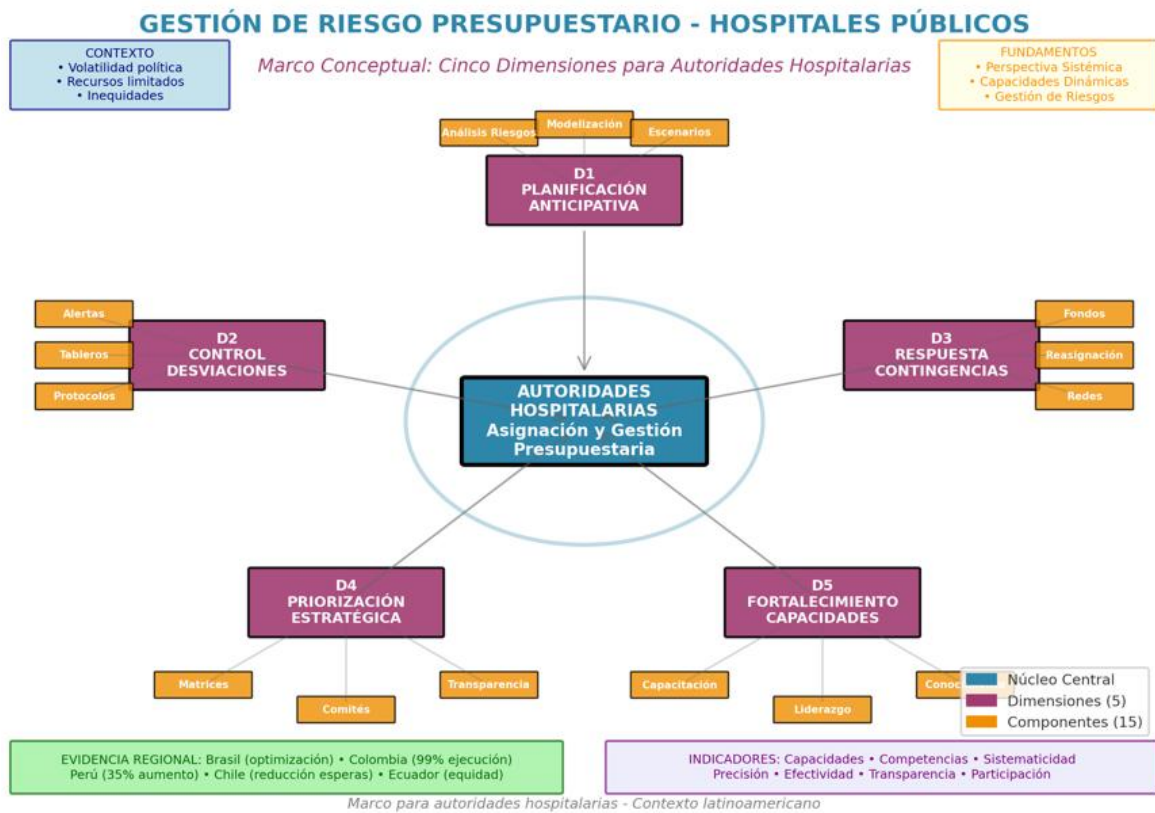 GESTIÓN DE RIESGO PRESUPUESTARIO - HOSPITALES PÚBLICOS
CONTEXTO
• Volatilidad política
• Recursos limitados
• Inequidades
Marco Conceptual: Cinco Dimensiones para Autoridades Hospitalarias
FUNDAMENTOS
• Perspectiva Sistémica
• Capacidades Dinámicas
• Gestión de Riesgos
Análisis Riesgos
Modelización
Escenarios
D1
PLANIFICACIÓN
ANTICIPATIVA
Alertas
Tableros
Protocolos
D2
CONTROL
DESVIACIONES
D3
RESPUESTA
CONTINGENCIAS
Fondos
Reasignación
Redes
AUTORIDADES
HOSPITALARIAS
Asignación y Gestión
Presupuestaria
D4
PRIORIZACIÓN
ESTRATÉGICA
Matrices
Comités
Transparencia
D5
FORTALECIMIENTO
CAPACIDADES
Capacitación
Liderazgo
Núcleo Central
Dimensiones (5)
Componentes (15)
EVIDENCIA REGIONAL: Brasil (optimización) • Colombia (99% ejecución)
Perú (35% aumento) • Chile (reducción esperas) • Ecuador (equidad)
INDICADORES: Capacidades • Competencias • Sistematicidad
Precisión • Efectividad • Transparencia • Participación
Marco para autoridades hospitalarias - Contexto latinoamericano